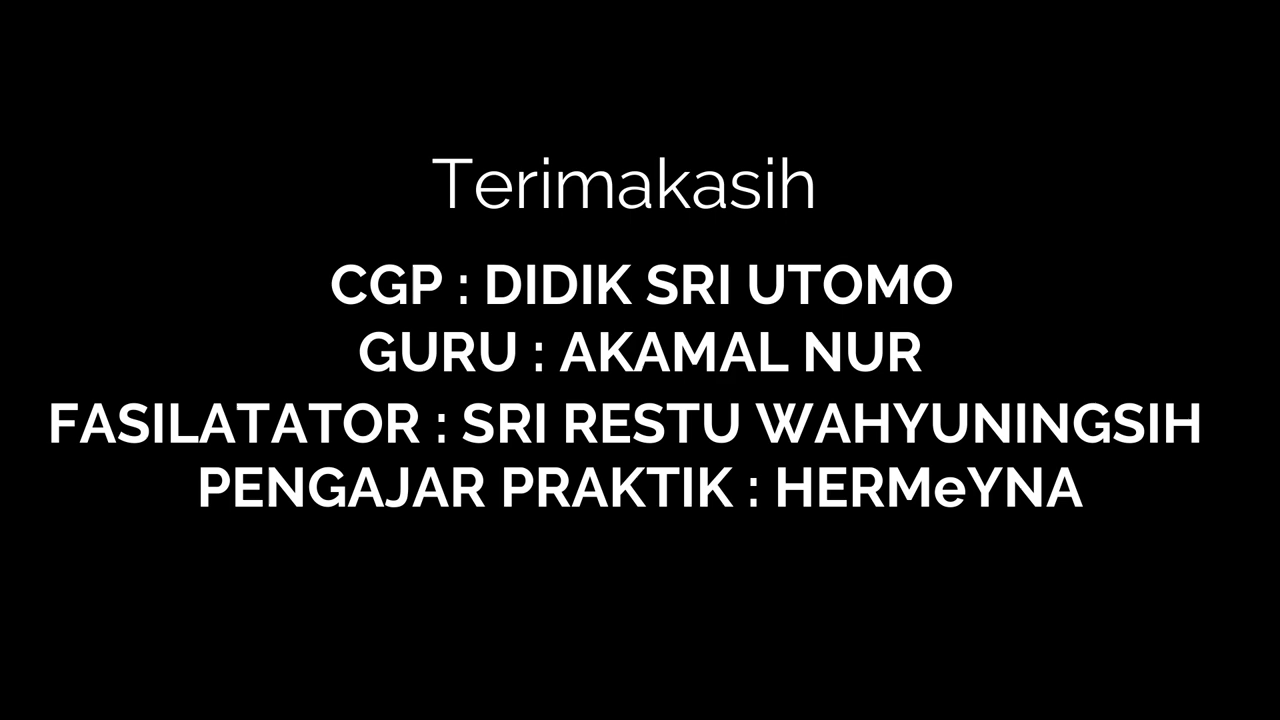 Terimakasih
CGP : DIDIK SRI UTOMO
GURU : AKAMAL NUR
FASILATATOR : SRI RESTU WAHYUNINGSIH
PENGAJAR PRAKTIK : HERMeYNA